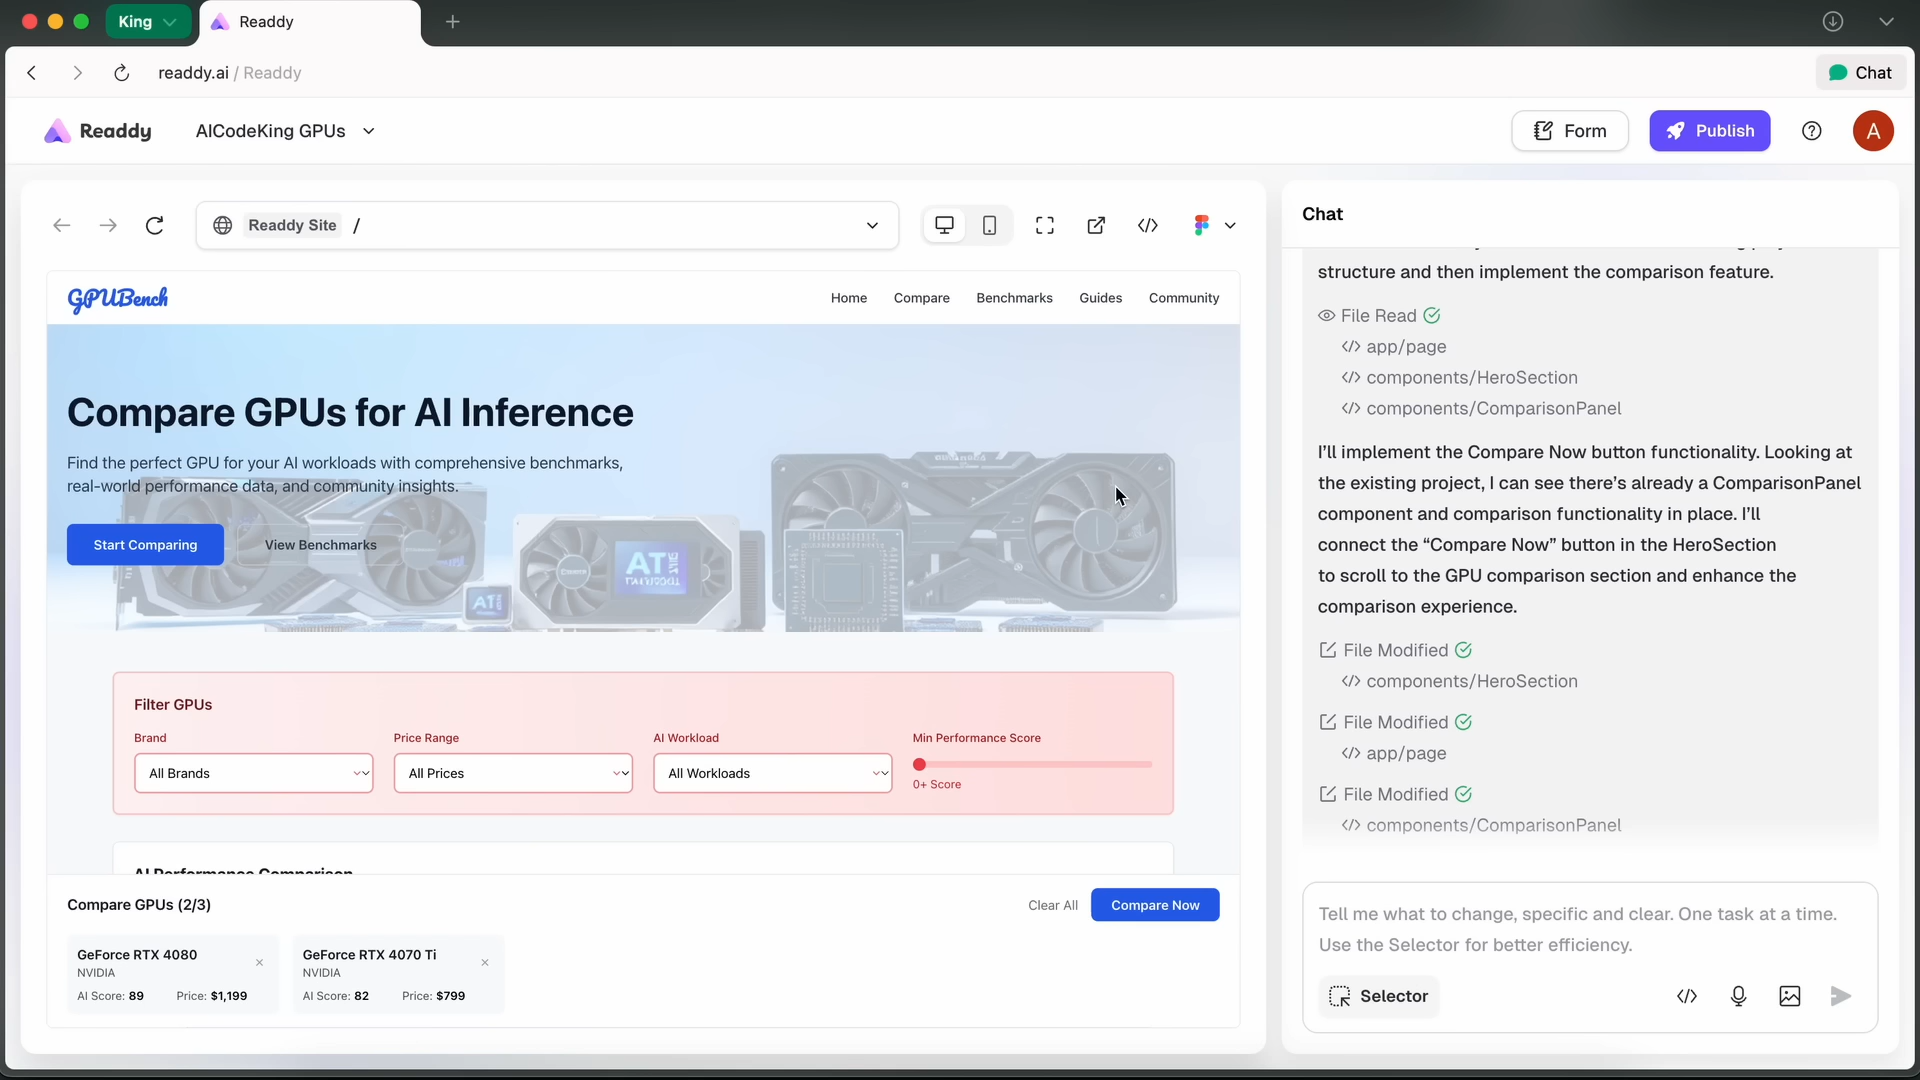 King
Readdy
readdy.ai / Readdy
Chat
Readdy
AICodeKing GPUs
Form
Publish
A
Readdy Site
/
GPUBench
Home
Compare
Benchmarks
Guides
Community
Compare GPUs for AI Inference
Find the perfect GPU for your AI workloads with comprehensive benchmarks,
real-world performance data, and community insights.
Start Comparing
View Benchmarks
Filter GPUs
Brand
Price Range
AI Workload
Min Performance Score
All Brands
All Prices
All Workloads
0+ Score
AI Performance Comparison
Compare GPUs (2/3)
Clear All
Compare Now
GeForce RTX 4080
NVIDIA
AI Score: 89 Price: $1,199
GeForce RTX 4070 Ti
NVIDIA
AI Score: 82 Price: $799
Chat
structure and then implement the comparison feature.
File Read
app/page
components/HeroSection
components/ComparisonPanel
I'll implement the Compare Now button functionality. Looking at
the existing project, I can see there's already a ComparisonPanel
component and comparison functionality in place. I'll
connect the “Compare Now” button in the HeroSection
to scroll to the GPU comparison section and enhance the
comparison experience.
File Modified
components/HeroSection
File Modified
app/page
File Modified
components/ComparisonPanel
Tell me what to change, specific and clear. One task at a time.
Use the Selector for better efficiency.
Selector